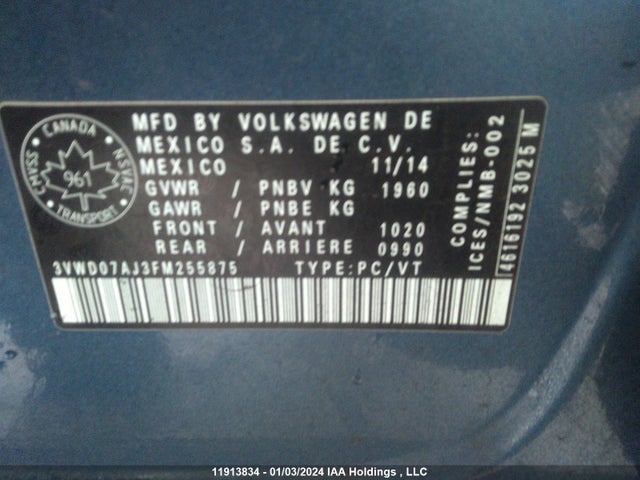 CANADA
CMVSS NSVAC
961
TRANSPORT
MFD BY VOLKSWAGEN DE
MEXICO S.A. DE C.V.
MEXICO 11/14
GVWR / PNBV KG 1960
GAWR / PNBE KG
FRONT / AVANT 1020
REAR / ARRIERE 0990
3VWD07AJ3FM255875 TYPE:PC/VT
COMPLIES:
ICES/NMB-002
4616192 3025 M
11913834 - 01/03/2024 IAA Holdings , LLC